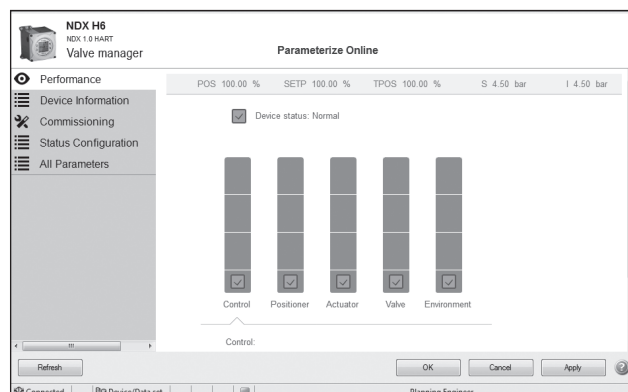 NDX H6
NDX 1.0 HART
Valve manager
Parameterize Online
Performance
Device Information
Commissioning
Status Configuration
All Parameters
POS 100.00 % SETP 100.00 % TPOS 100.00 % S 4.50 bar I 4.50 bar
Device status: Normal
Control Positioner Actuator Valve Environment
Control:
Refresh OK Cancel Apply ?
Connected Device/Data set Planning Engineer